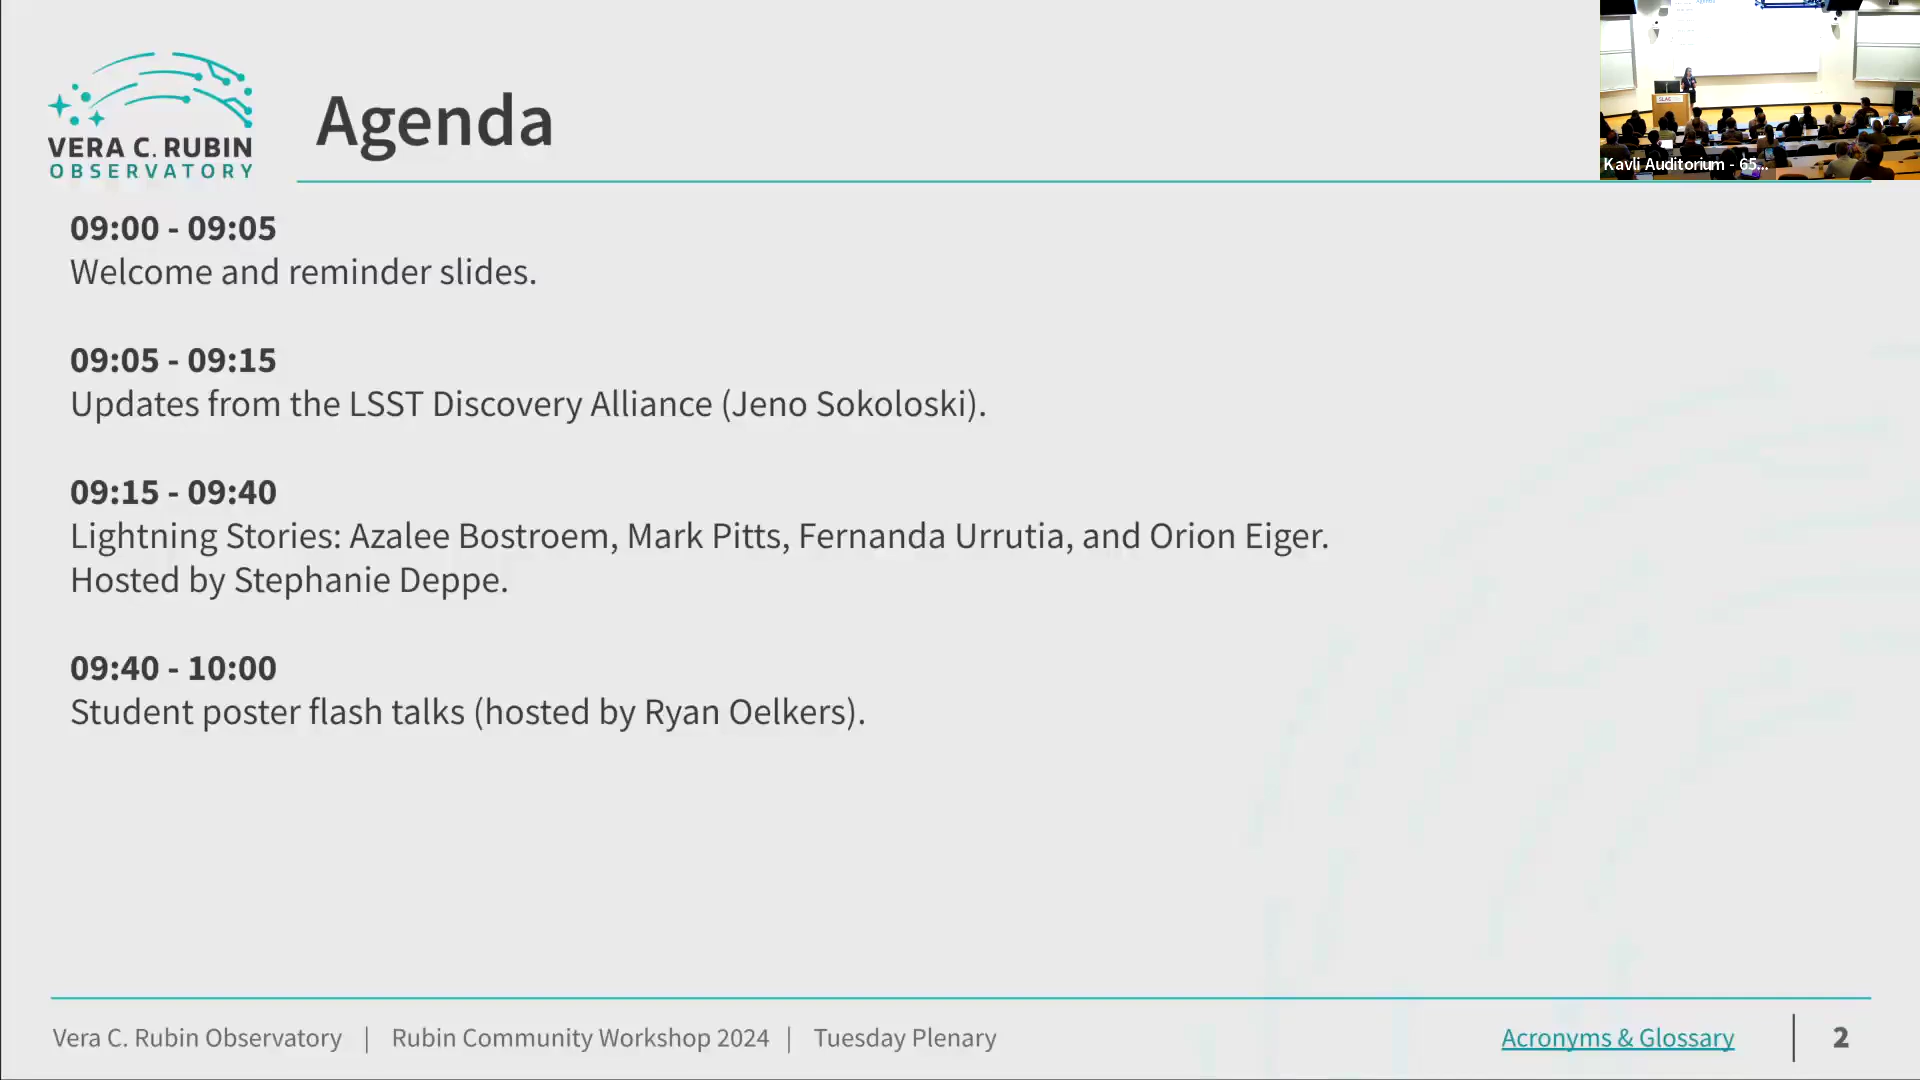 VERA C. RUBIN
OBSERVATORY
Agenda
Kavli Auditorium - 65...
SLAC
09:00 - 09:05
Welcome and reminder slides.
09:05 - 09:15
Updates from the LSST Discovery Alliance (Jeno Sokoloski).
09:15 - 09:40
Lightning Stories: Azalee Bostroem, Mark Pitts, Fernanda Urrutia, and Orion Eiger.
Hosted by Stephanie Deppe.
09:40 - 10:00
Student poster flash talks (hosted by Ryan Oelkers).
Vera C. Rubin Observatory | Rubin Community Workshop 2024 | Tuesday Plenary
Acronyms & Glossary | 2